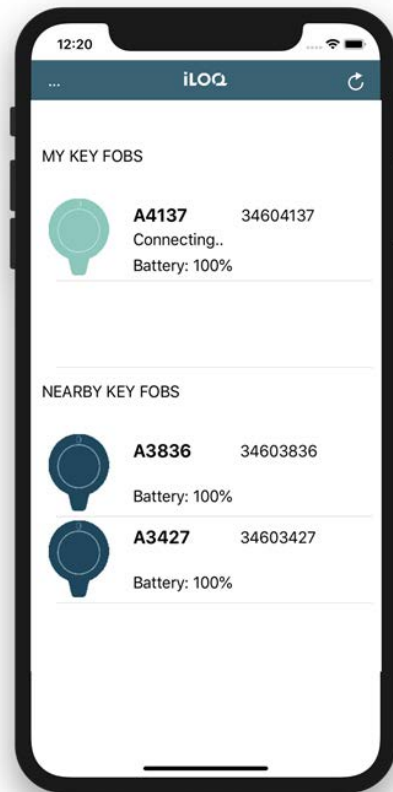 12:20
...
iLOQ
MY KEY FOBS
A4137 34604137
Connecting..
Battery: 100%
NEARBY KEY FOBS
A3836 34603836
Battery: 100%
A3427 34603427
Battery: 100%